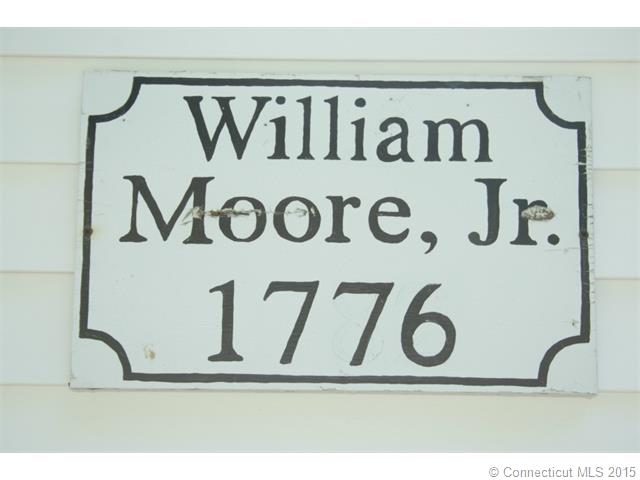 William
Moore, Jr.
1776
© Connecticut MLS 2015